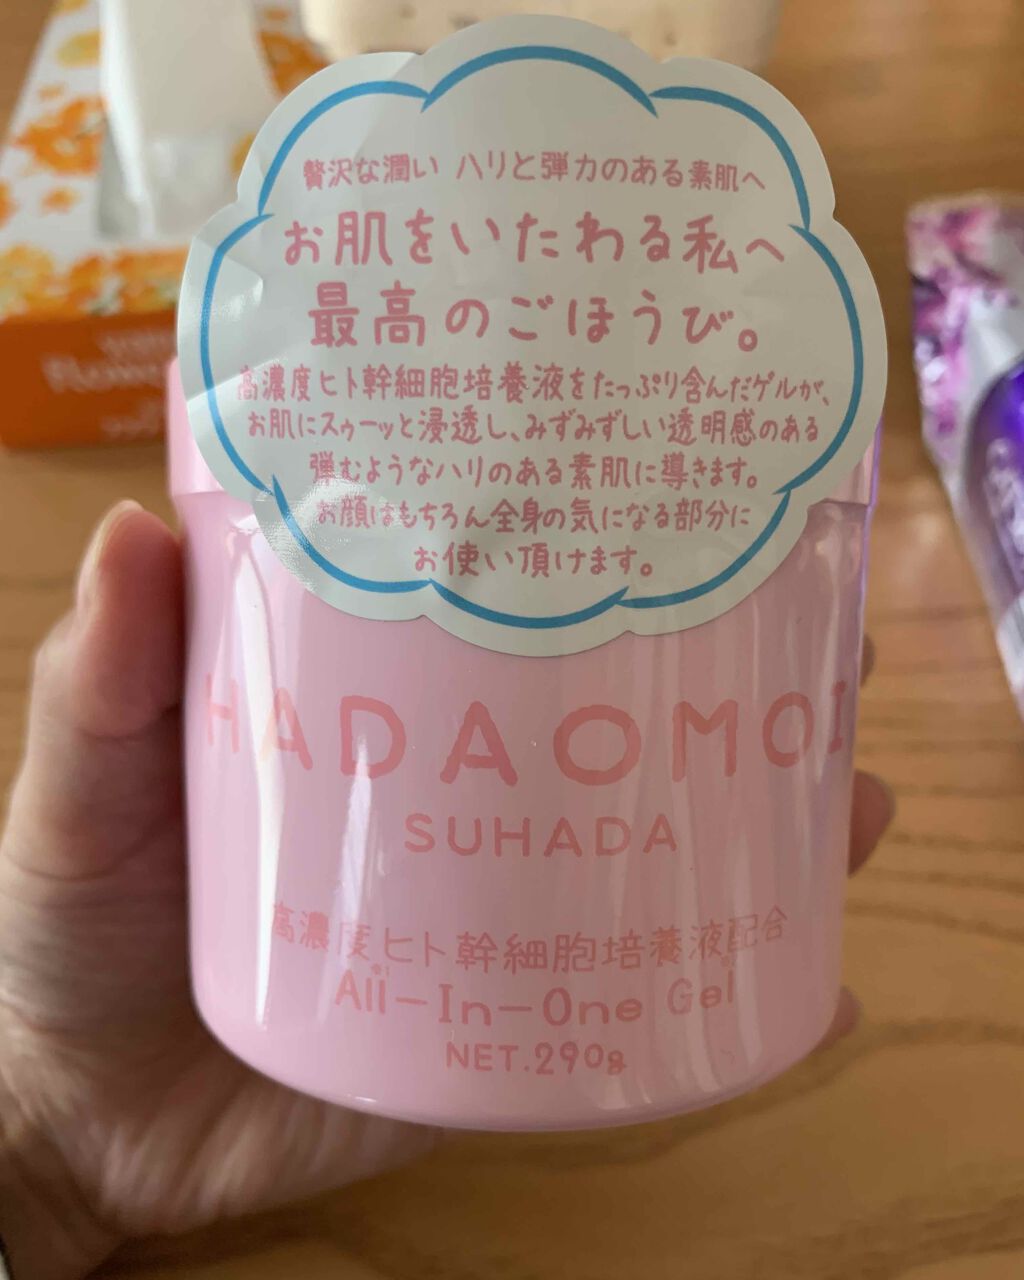 贅沢な潤い ハリと弾力のある素肌へ
お肌をいたわる私へ
最高のごほうび。
高濃度ヒト幹細胞培養液をたっぷり含んだゲルが、
お肌にスゥーッと浸透し、みずみずしい透明感のある
弾むようなハリのある素肌に導きます。
お顔はもちろん全身の気になる部分に
お使い頂けます。
HADAOMOI
SUHADA
高濃度ヒト幹細胞培養液配合
※1
All-In-One Gel
NET.290g